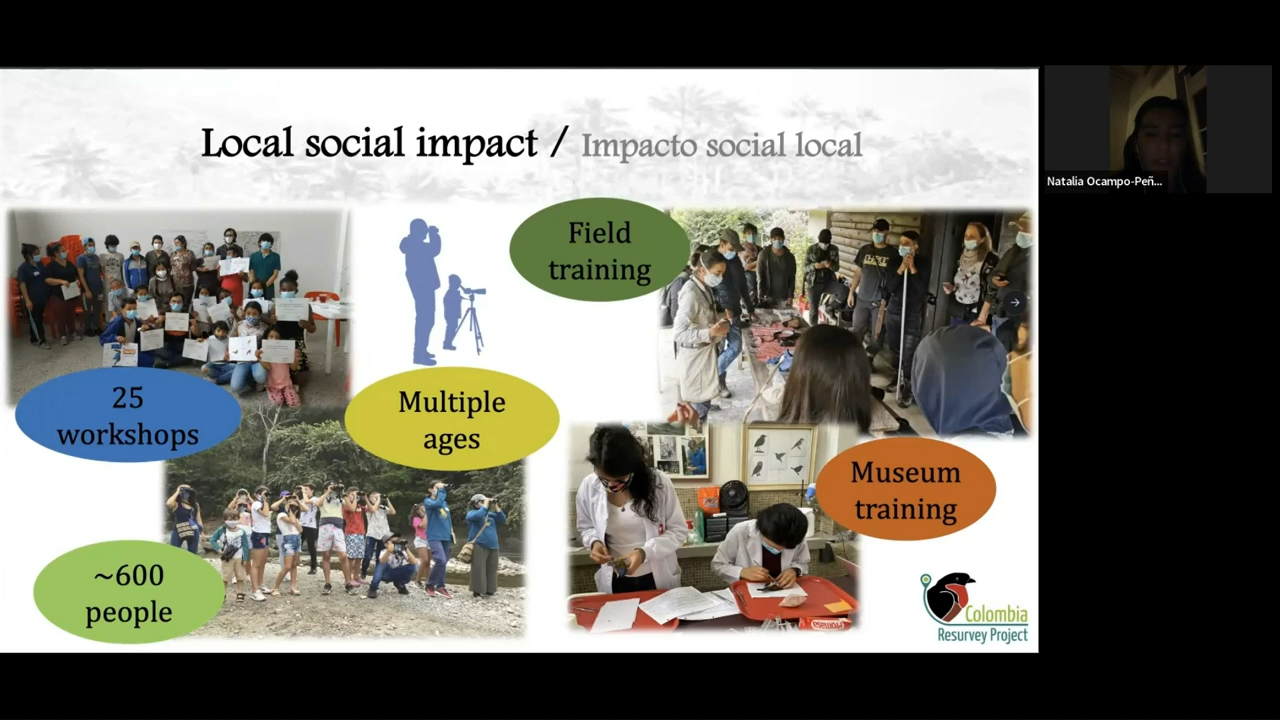 Local social impact / Impacto social local
Field
training
25
workshops
Multiple
ages
Museum
training
~600
people
Colombia
Resurvey Project
Natalia Ocampo-Peñ...